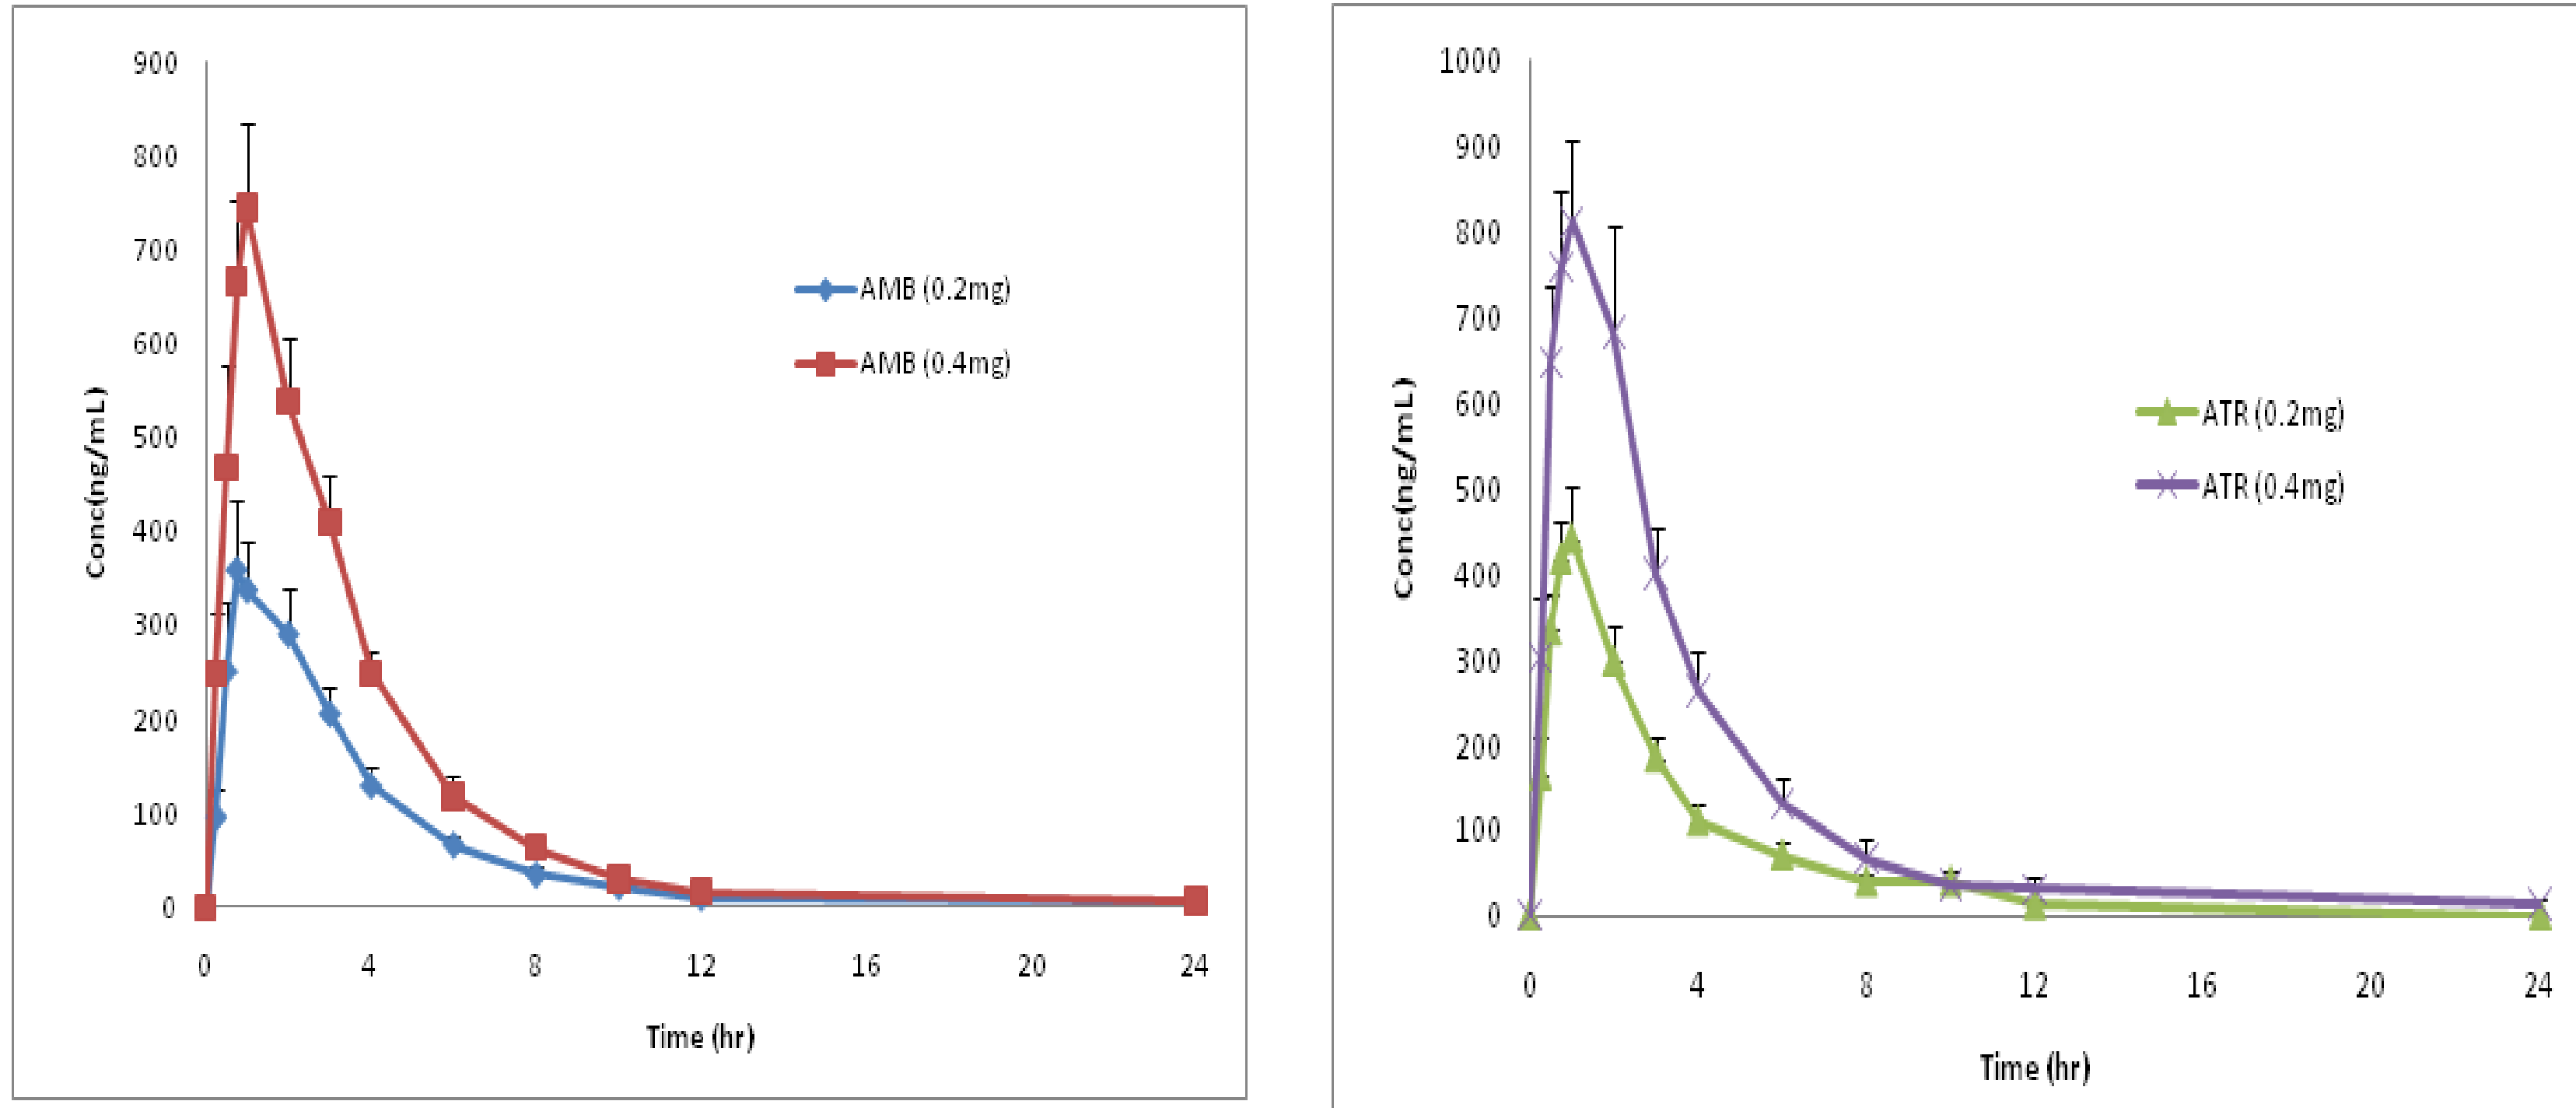 900
800
700
600
500
400
300
200
100
0
Conc(ng/mL)
AMB (0.2mg)
AMB (0.4mg)
0 4 8 12 16 20 24
Time (hr)
1000
900
800
700
600
500
400
300
200
100
0
Conc(ng/mL)
ATR (0.2mg)
ATR (0.4mg)
0 4 8 12 16 20 24
Time (hr)